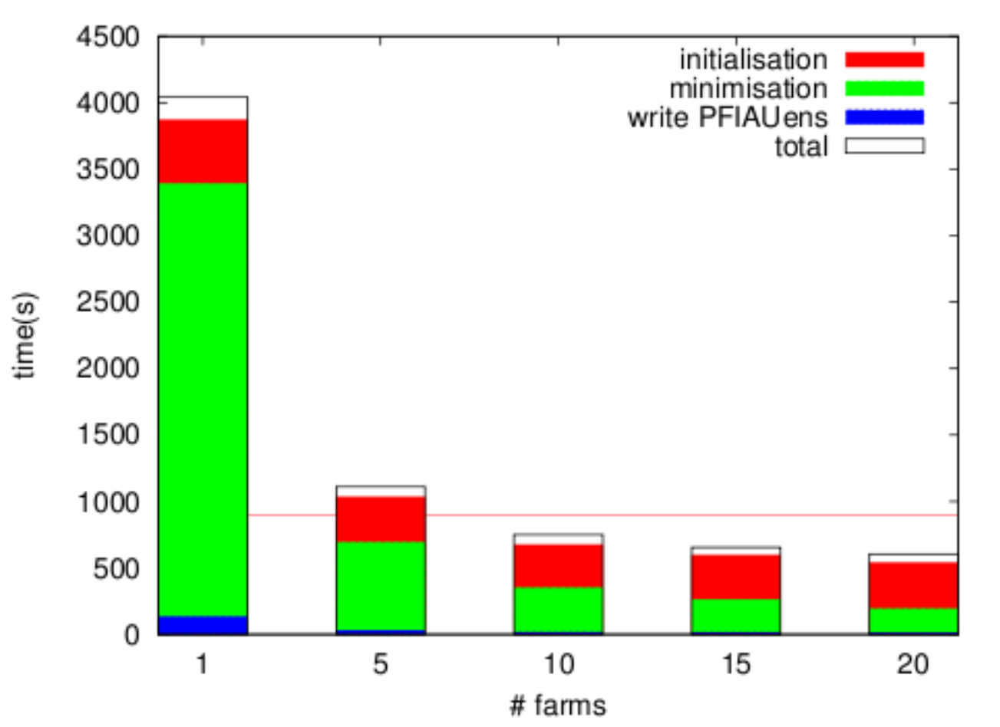 4500
4000
3500
3000
2500
2000
1500
1000
500
0
time(s)
initialisation
minimisation
write PFIAUens
total
1 5 10 15 20
# farms